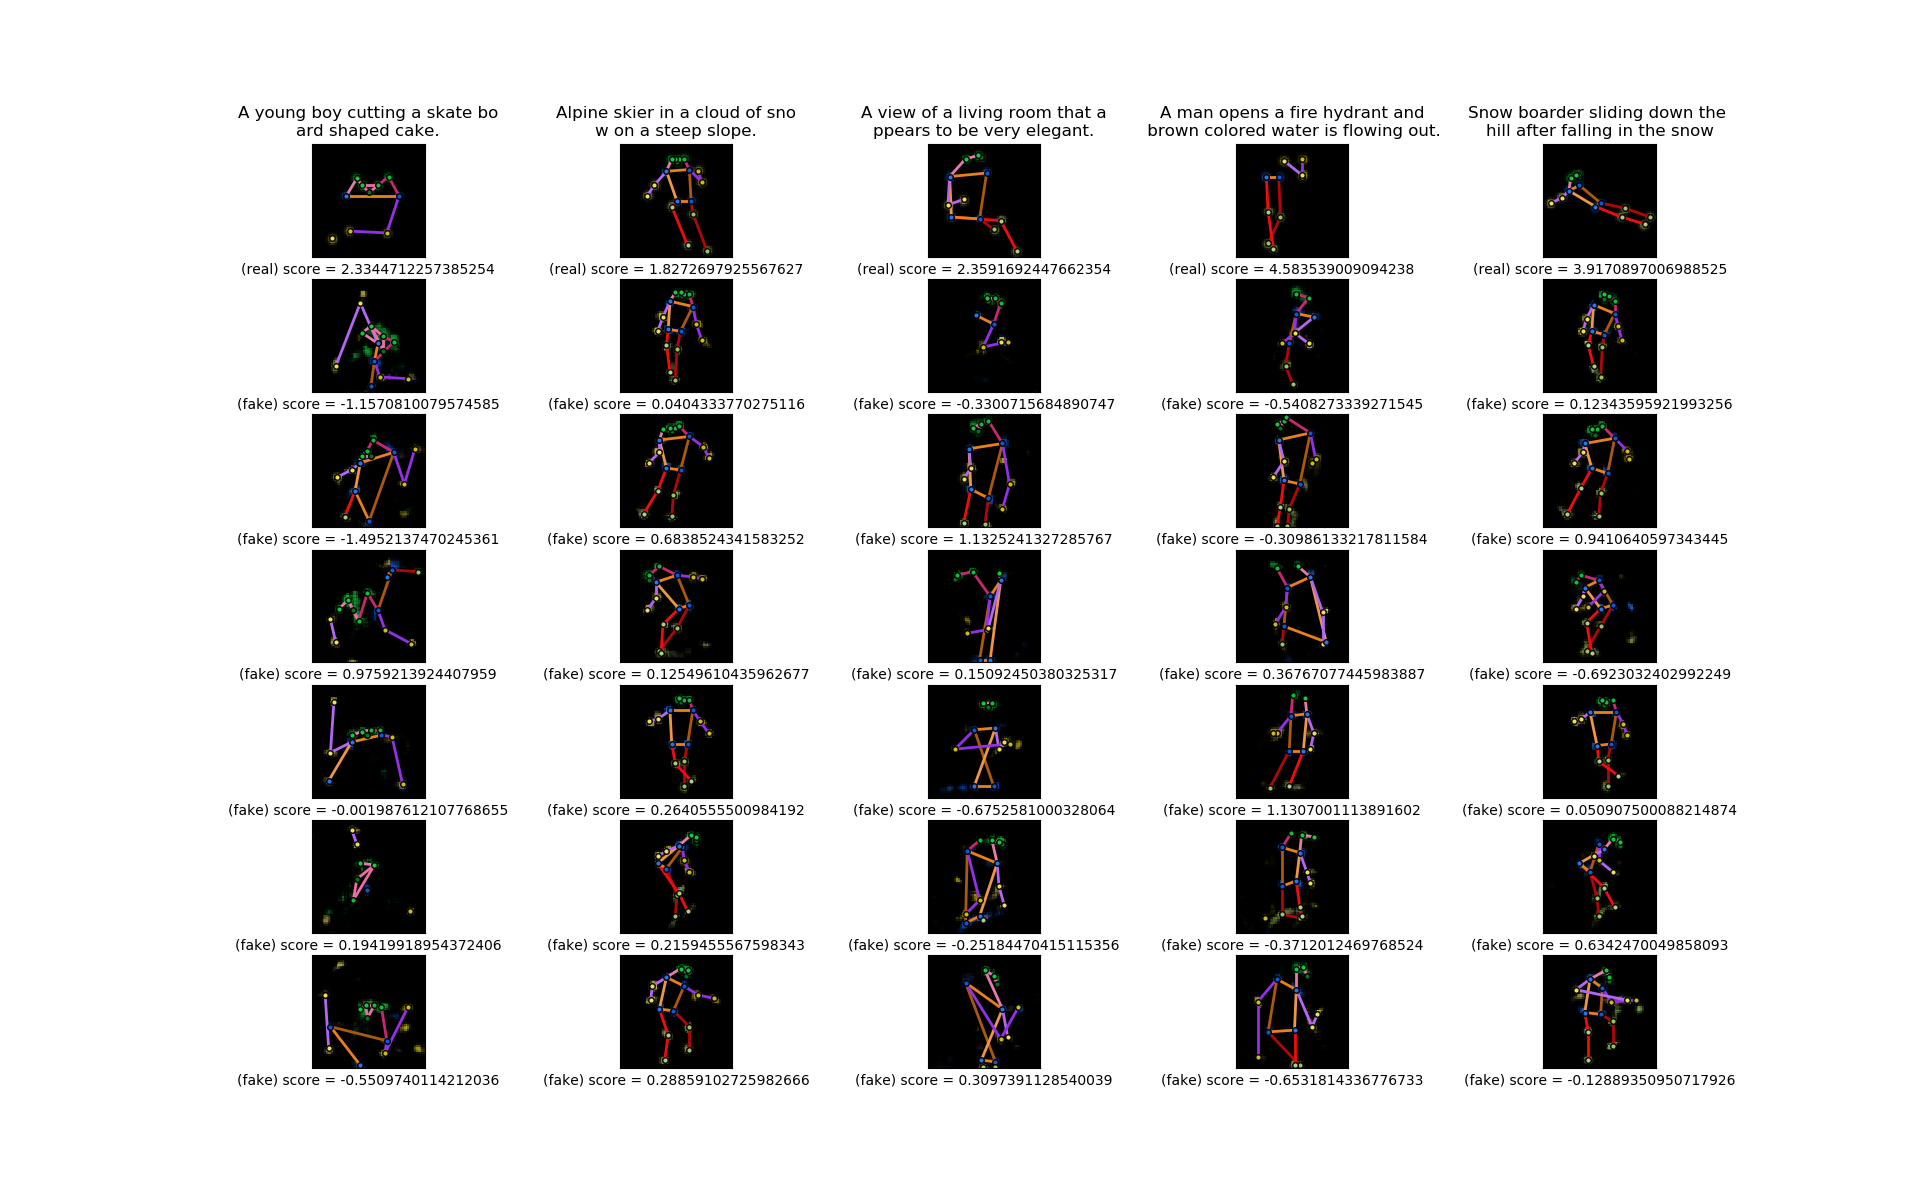 A young boy cutting a skate bo
ard shaped cake.
Alpine skier in a cloud of sno
w on a steep slope.
A view of a living room that a
ppears to be very elegant.
A man opens a fire hydrant and
brown colored water is flowing out.
Snow boarder sliding down the
hill after falling in the snow
(real) score = 2.3344712257385254
(real) score = 1.8272697925567627
(real) score = 2.3591692447662354
(real) score = 4.583539009094238
(real) score = 3.9170897006988525
(fake) score = -1.1570810079574585
(fake) score = 0.0404333770275116
(fake) score = -0.3300715684890747
(fake) score = -0.5408273339271545
(fake) score = 0.12343595921993256
(fake) score = -1.4952137470245361
(fake) score = 0.6838524341583252
(fake) score = 1.1325241327285767
(fake) score = -0.30986133217811584
(fake) score = 0.9410640597343445
(fake) score = 0.9759213924407959
(fake) score = 0.12549610435962677
(fake) score = 0.15092450380325317
(fake) score = 0.36767077445983887
(fake) score = -0.6923032402992249
(fake) score = -0.001987612107768655
(fake) score = 0.2640555500984192
(fake) score = -0.6752581000328064
(fake) score = 1.1307001113891602
(fake) score = 0.050907500088214874
(fake) score = 0.19419918954372406
(fake) score = 0.2159455567598343
(fake) score = -0.25184470415115356
(fake) score = -0.3712012469768524
(fake) score = 0.6342470049858093
(fake) score = -0.5509740114212036
(fake) score = 0.28859102725982666
(fake) score = 0.3097391128540039
(fake) score = -0.6531814336776733
(fake) score = -0.12889350950717926